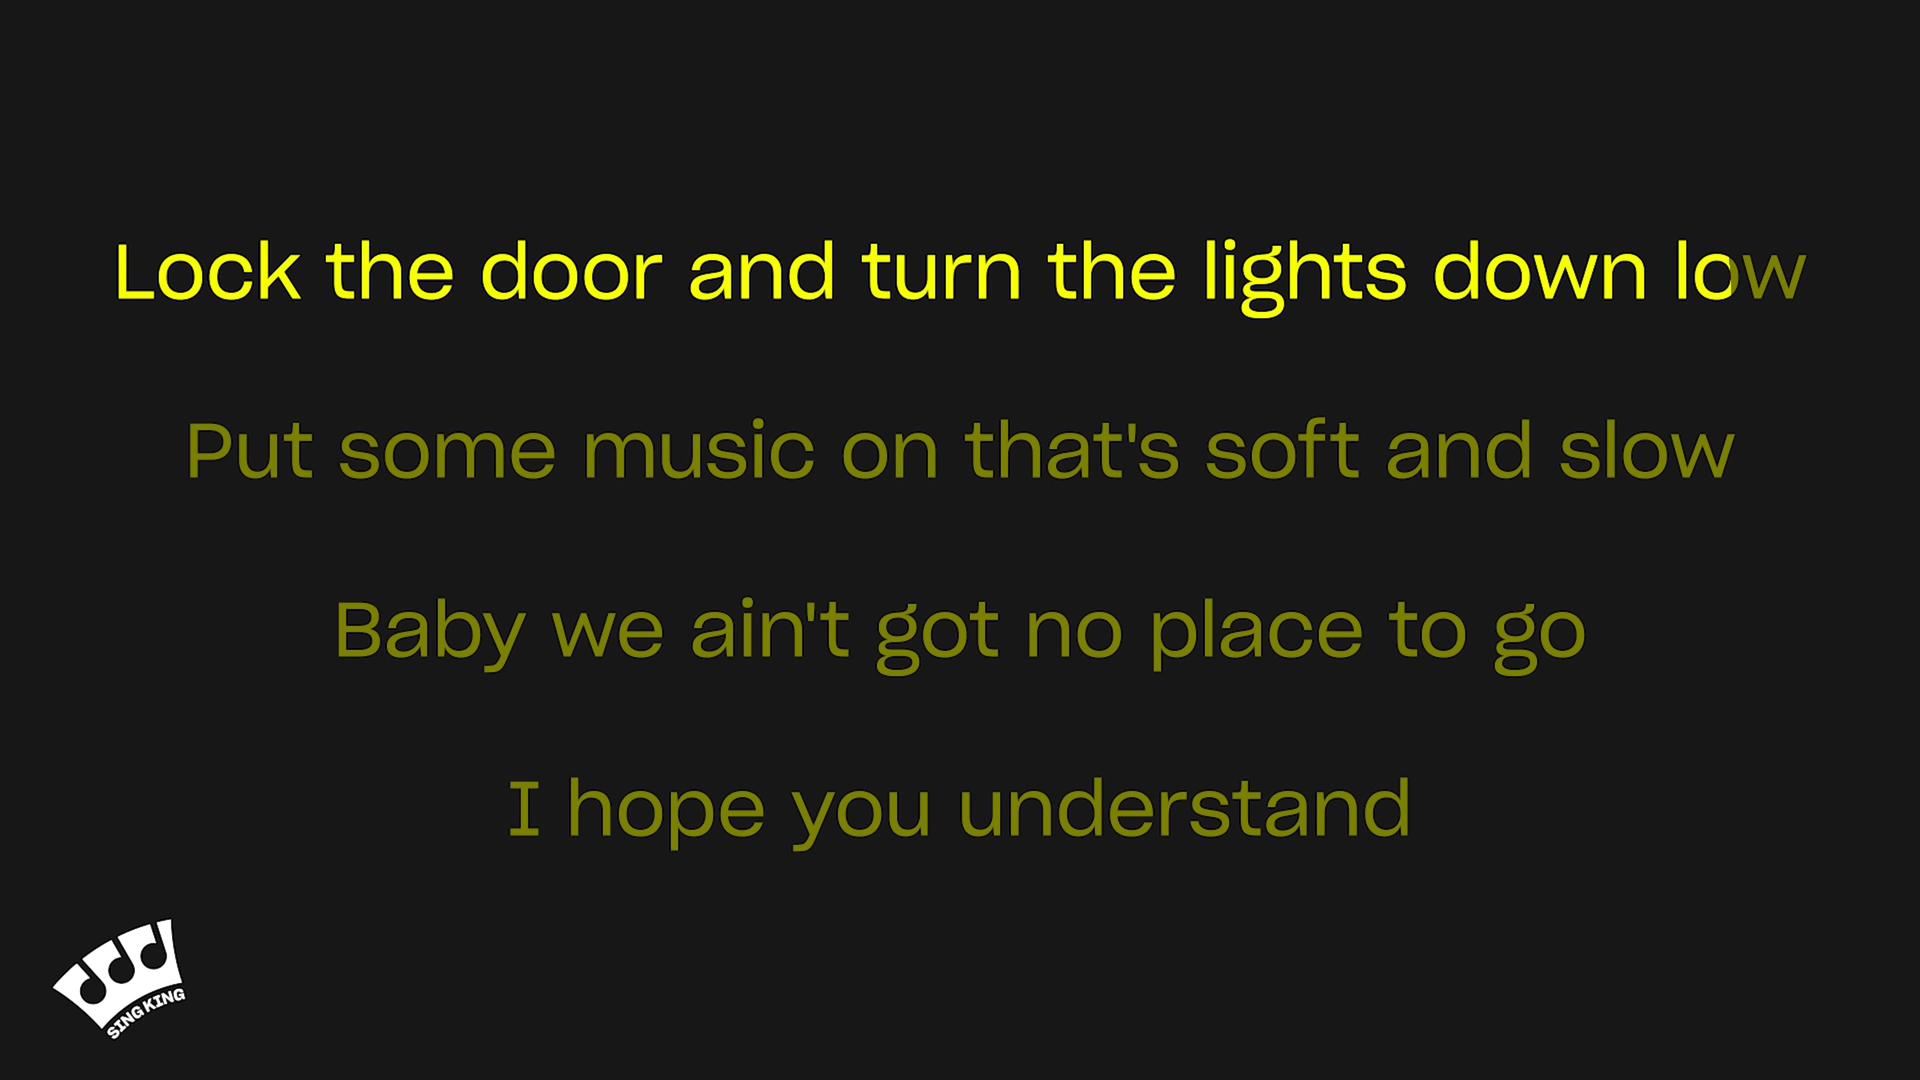 Lock the door and turn the lights down low
Put some music on that's soft and slow
Baby we ain't got no place to go
I hope you understand
SING KING